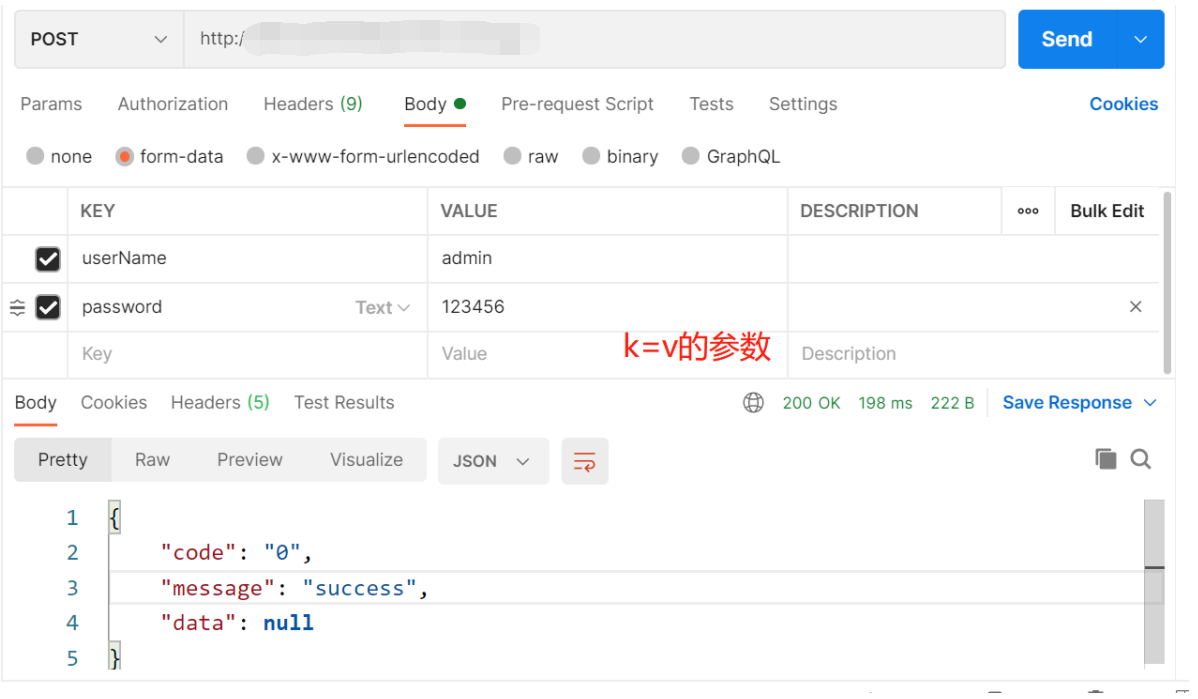 POST http:/ Send
Params Authorization Headers (9) Body Pre-request Script Tests Settings Cookies
none form-data x-www-form-urlencoded raw binary GraphQL
KEY VALUE DESCRIPTION ooo Bulk Edit
userName admin
password Text 123456
Key Value k=v的参数 Description
Body Cookies Headers (5) Test Results 200 OK 198 ms 222 B Save Response
Pretty Raw Preview Visualize JSON
1 {
2 "code": "0",
3 "message": "success",
4 "data": null
5 }